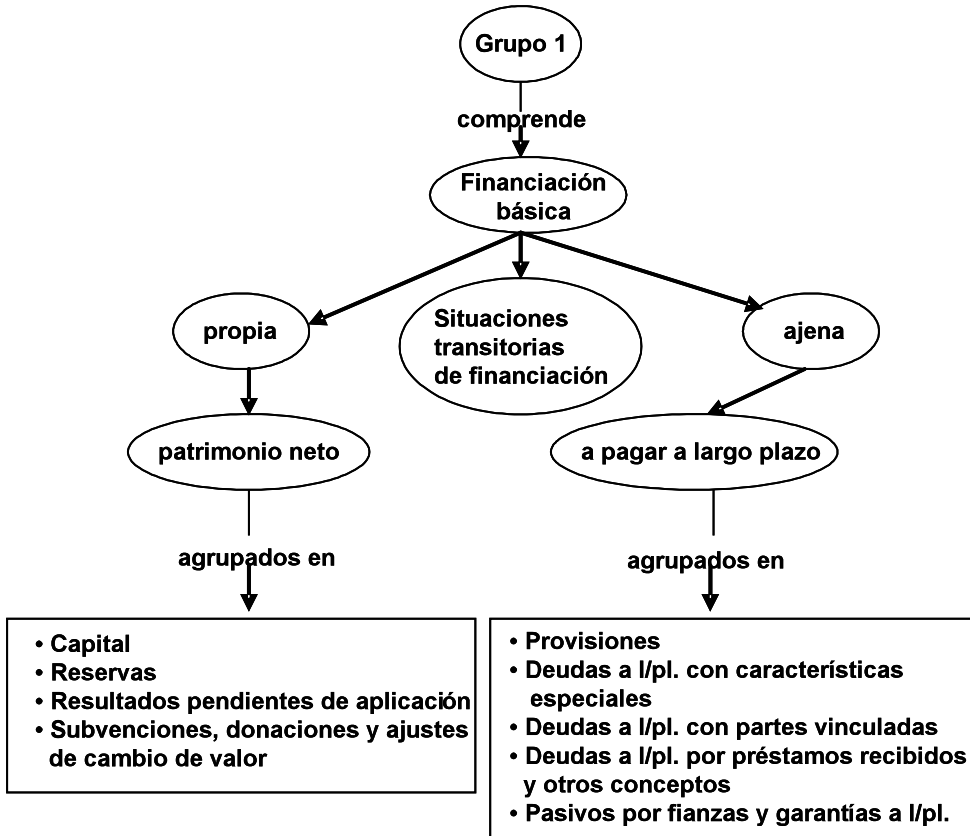 Grupo 1
comprende
Financiación
básica
propia
Situaciones
transitorias
de financiación
ajena
patrimonio neto
a pagar a largo plazo
agrupados en
agrupados en
• Capital
• Reservas
• Resultados pendientes de aplicación
• Subvenciones, donaciones y ajustes
de cambio de valor
• Provisiones
• Deudas a l/pl. con características
especiales
• Deudas a l/pl. con partes vinculadas
• Deudas a l/pl. por préstamos recibidos
y otros conceptos
• Pasivos por fianzas y garantías a l/pl.